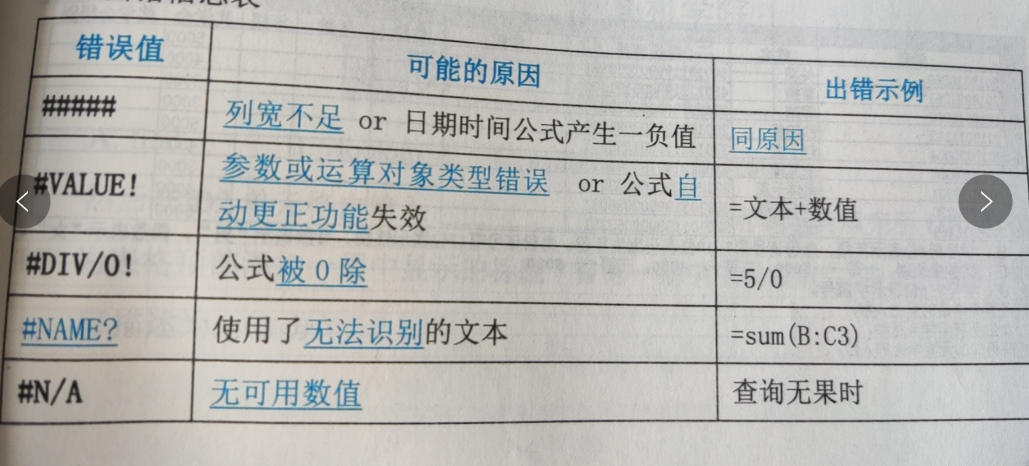 错误值 可能的原因 出错示例
##### 列宽不足 or 日期时间公式产生一负值 同原因
#VALUE! 参数或运算对象类型错误 or 公式自
动更正功能失效 =文本+数值
#DIV/0! 公式被 0 除 =5/0
#NAME? 使用了无法识别的文本 =sum(B:C3)
#N/A 无可用数值 查询无果时